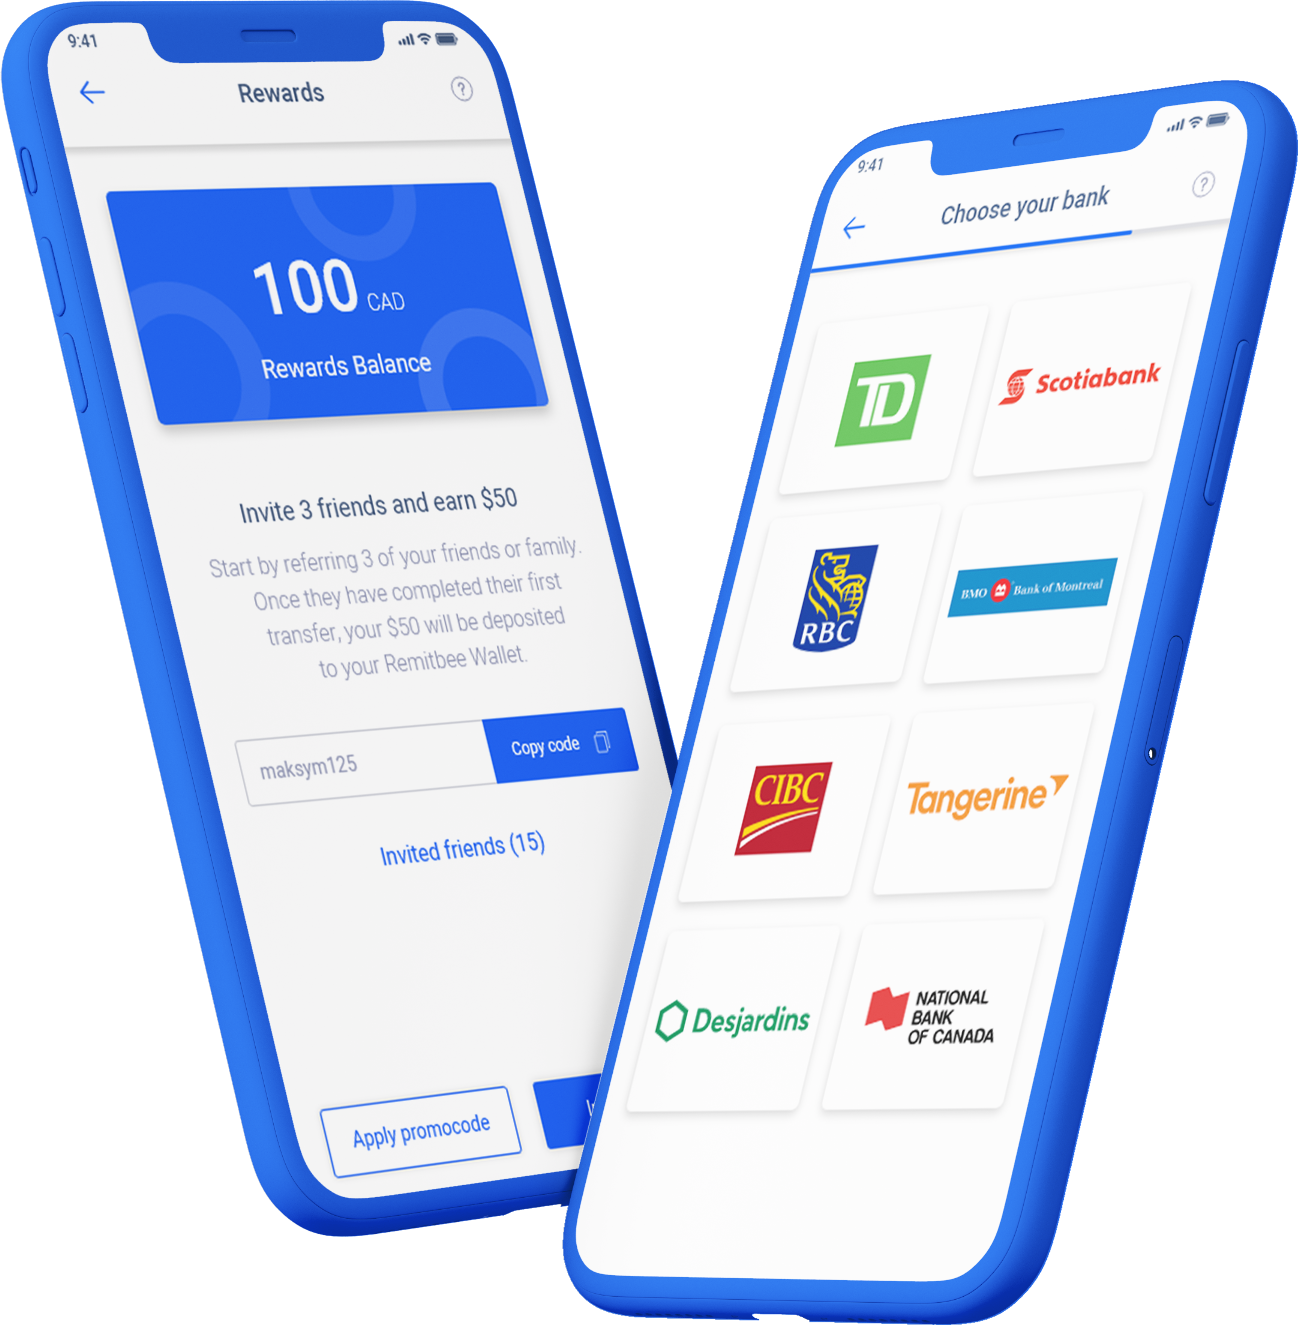 9:41
Rewards
?
100 CAD
Rewards Balance
Invite 3 friends and earn $50
Start by referring 3 of your friends or family.
Once they have completed their first
transfer, your $50 will be deposited
to your Remitbee Wallet.
maksym125
Copy code
Invited friends (15)
Apply promocode
9:41
Choose your bank
?
TD
Scotiabank
RBC
BMO Bank of Montreal
CIBC
Tangerine
Desjardins
NATIONAL
BANK
OF CANADA